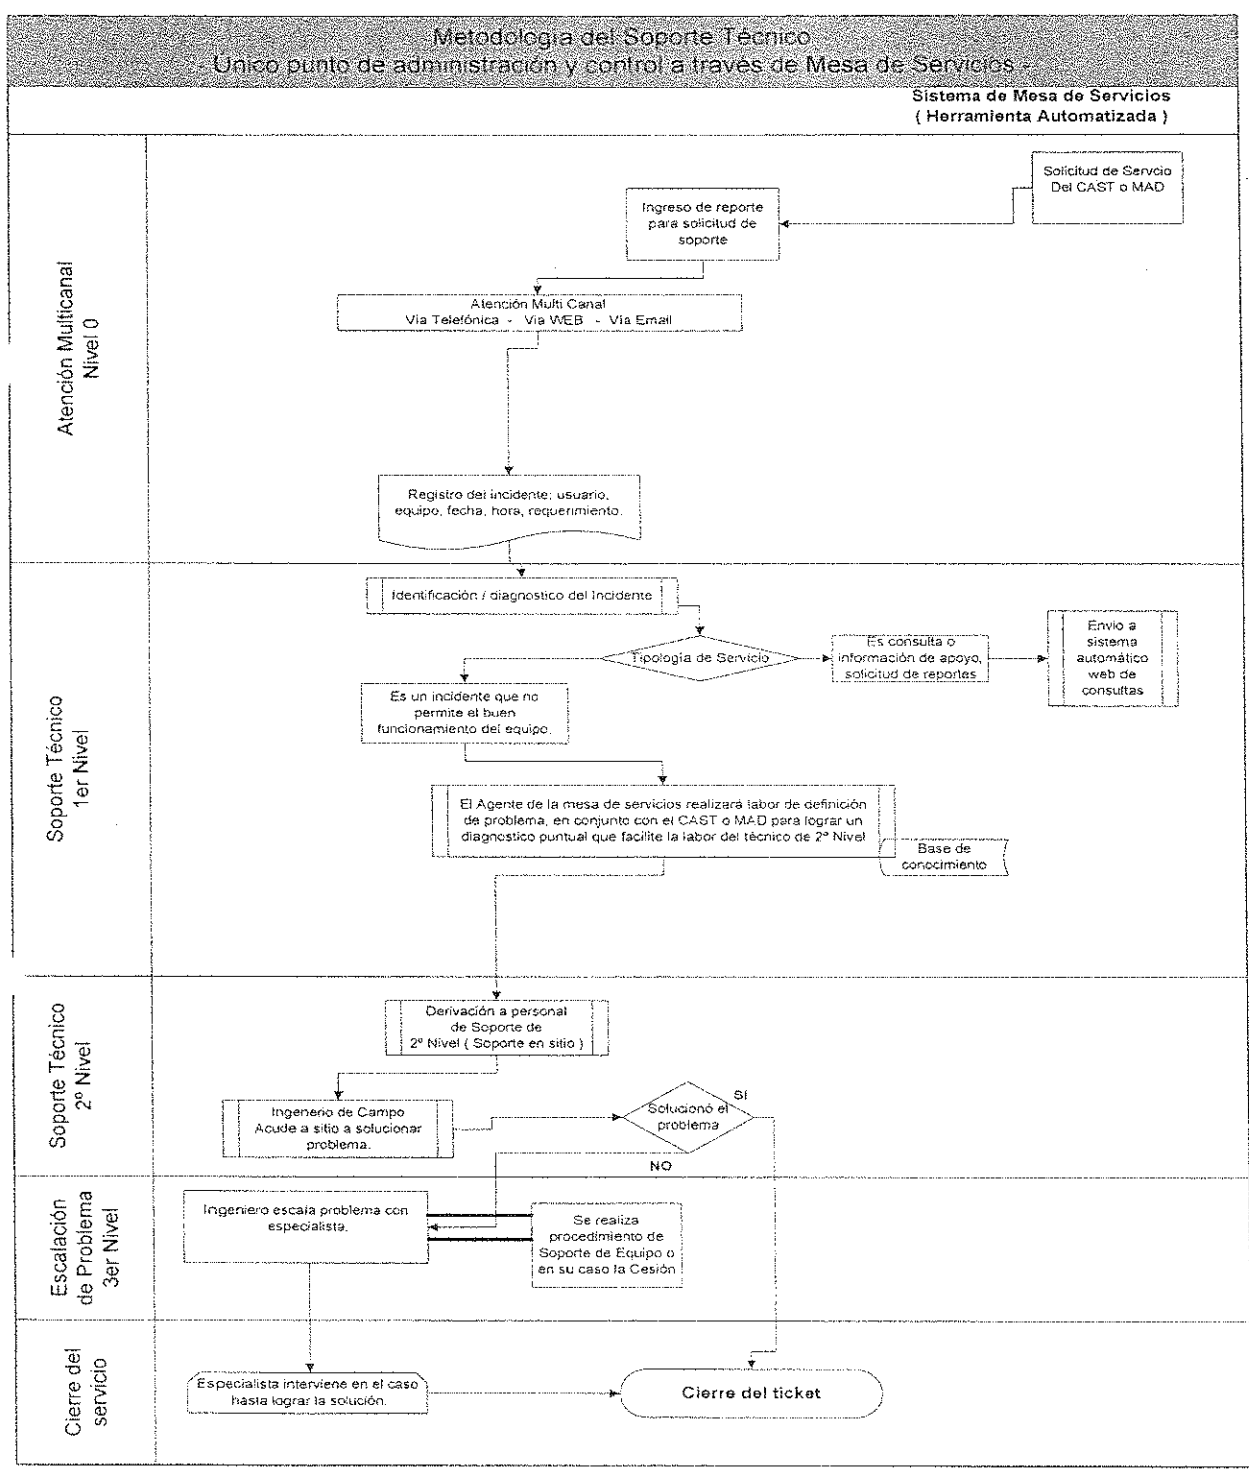 Metodología del Soporte Técnico
- Único punto de administración y control a través de Mesa de Servicios -
Sistema de Mesa de Servicios
( Herramienta Automatizada )
Atención Multicanal
Nivel 0
Solicitud de Servcio
Del CAST o MAD
Ingreso de reporte
para solicitud de
soporte
Atención Multi Canal
Vía Telefónica - Vía WEB - Vía Email
Registro del incidente; usuario,
equipo, fecha, hora, requerimiento.
Soporte Técnico
1er Nivel
Identificación / diagnostico del Incidente
Tipología de Servicio
Es consulta o
información de apoyo,
solicitud de reportes
Envío a
sistema
automático
web de
consultas
Es un incidente que no
permite el buen
funcionamiento del equipo.
El Agente de la mesa de servicios realizará labor de definición
de problema, en conjunto con el CAST o MAD para lograr un
diagnostico puntual que facilite la labor del técnico de 2º Nivel
Base de
conocimiento
Soporte Técnico
2º Nivel
Derivación a personal
de Soporte de
2º Nivel ( Soporte en sitio )
Ingenerio de Campo
Acude a sitio a solucionar
problema.
Solucionó el
problema
SÍ
NO
Escalación
de Problema
3er Nivel
Ingeniero escala problema con
especialista.
Se realiza
procedimiento de
Soporte de Equipo o
en su caso la Cesión
Cierre del
servicio
Especialista interviene en el caso
hasta lograr la solución.
Cierre del ticket